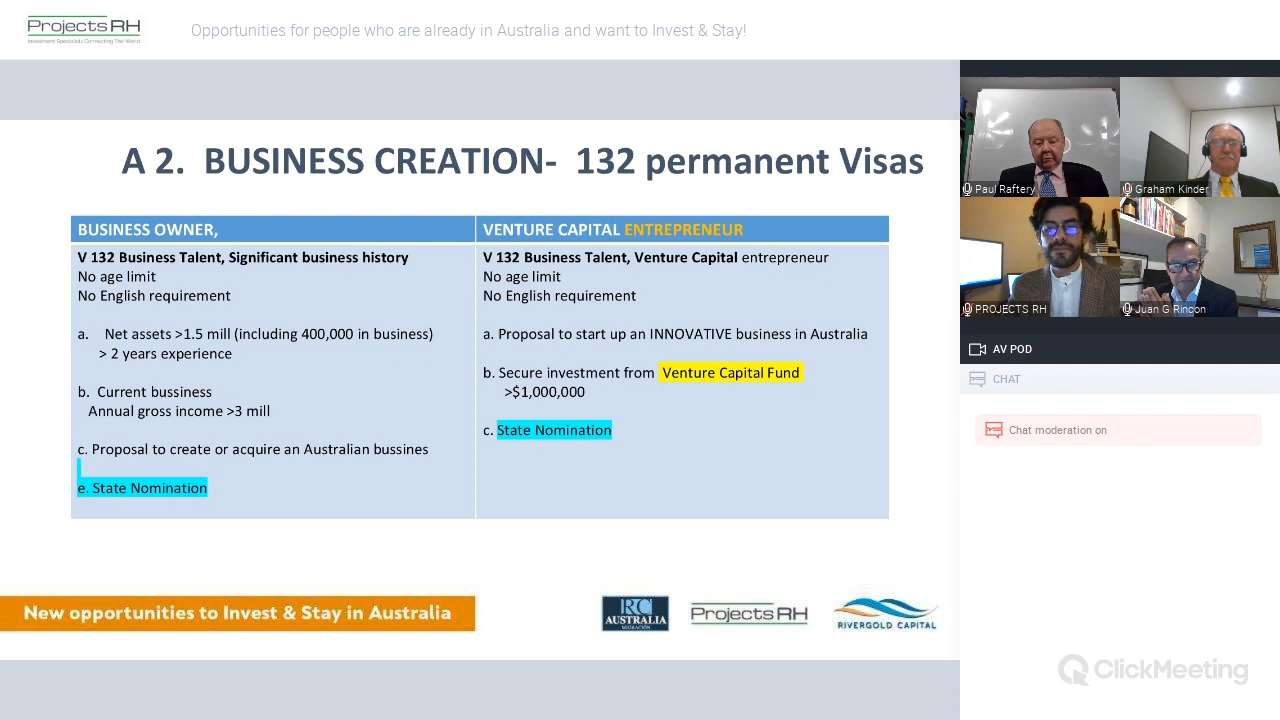 ProjectsRH
Investment Specialists Connecting The World
Opportunities for people who are already in Australia and want to Invest & Stay!
A 2. BUSINESS CREATION- 132 permanent Visas
BUSINESS OWNER,
V 132 Business Talent, Significant business history
No age limit
No English requirement
a. Net assets >1.5 mill (including 400,000 in business)
> 2 years experience
b. Current bussiness
Annual gross income >3 mill
c. Proposal to create or acquire an Australian bussines
e. State Nomination
VENTURE CAPITAL ENTREPRENEUR
V 132 Business Talent, Venture Capital entrepreneur
No age limit
No English requirement
a. Proposal to start up an INNOVATIVE business in Australia
b. Secure investment from Venture Capital Fund
>$1,000,000
c. State Nomination
New opportunities to Invest & Stay in Australia
RC
AUSTRALIA
MIGRACIÓN
ProjectsRH
RIVERGOLD CAPITAL
Paul Raftery
Graham Kinder
PROJECTS RH
Juan G Rincon
AV POD
CHAT
Chat moderation on
ClickMeeting